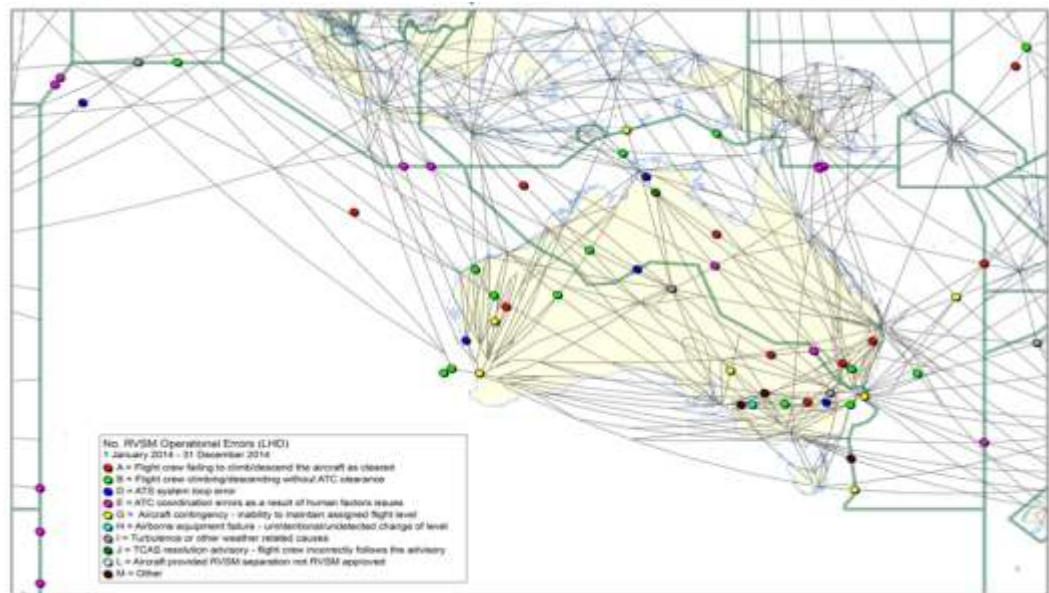 No. RVSM Operational Errors (LHD)
1 January 2014 - 31 December 2014
A = Flight crew failing to climb/descend the aircraft as cleared
B = Flight crew climbing/descending without ATC clearance
D = ATS system loop error
E = ATC coordination errors as a result of human factors issues
G = Aircraft contingency - inability to maintain assigned flight level
H = Airborne equipment failure - unintentional/undetected change of level
I = Turbulence or other weather related causes
J = TCAS resolution advisory - flight crew incorrectly follows the advisory
L = Aircraft provided RVSM separation not RVSM approved
M = Other